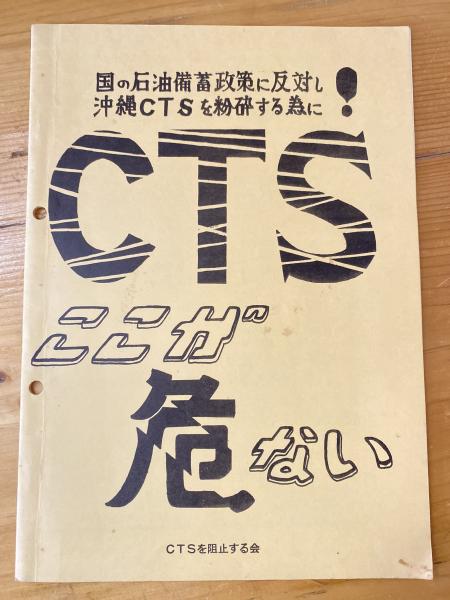 国の石油備蓄政策に反対し
沖縄CTSを粉砕する為に!
CTS
ここが
危ない
CTSを阻止する会